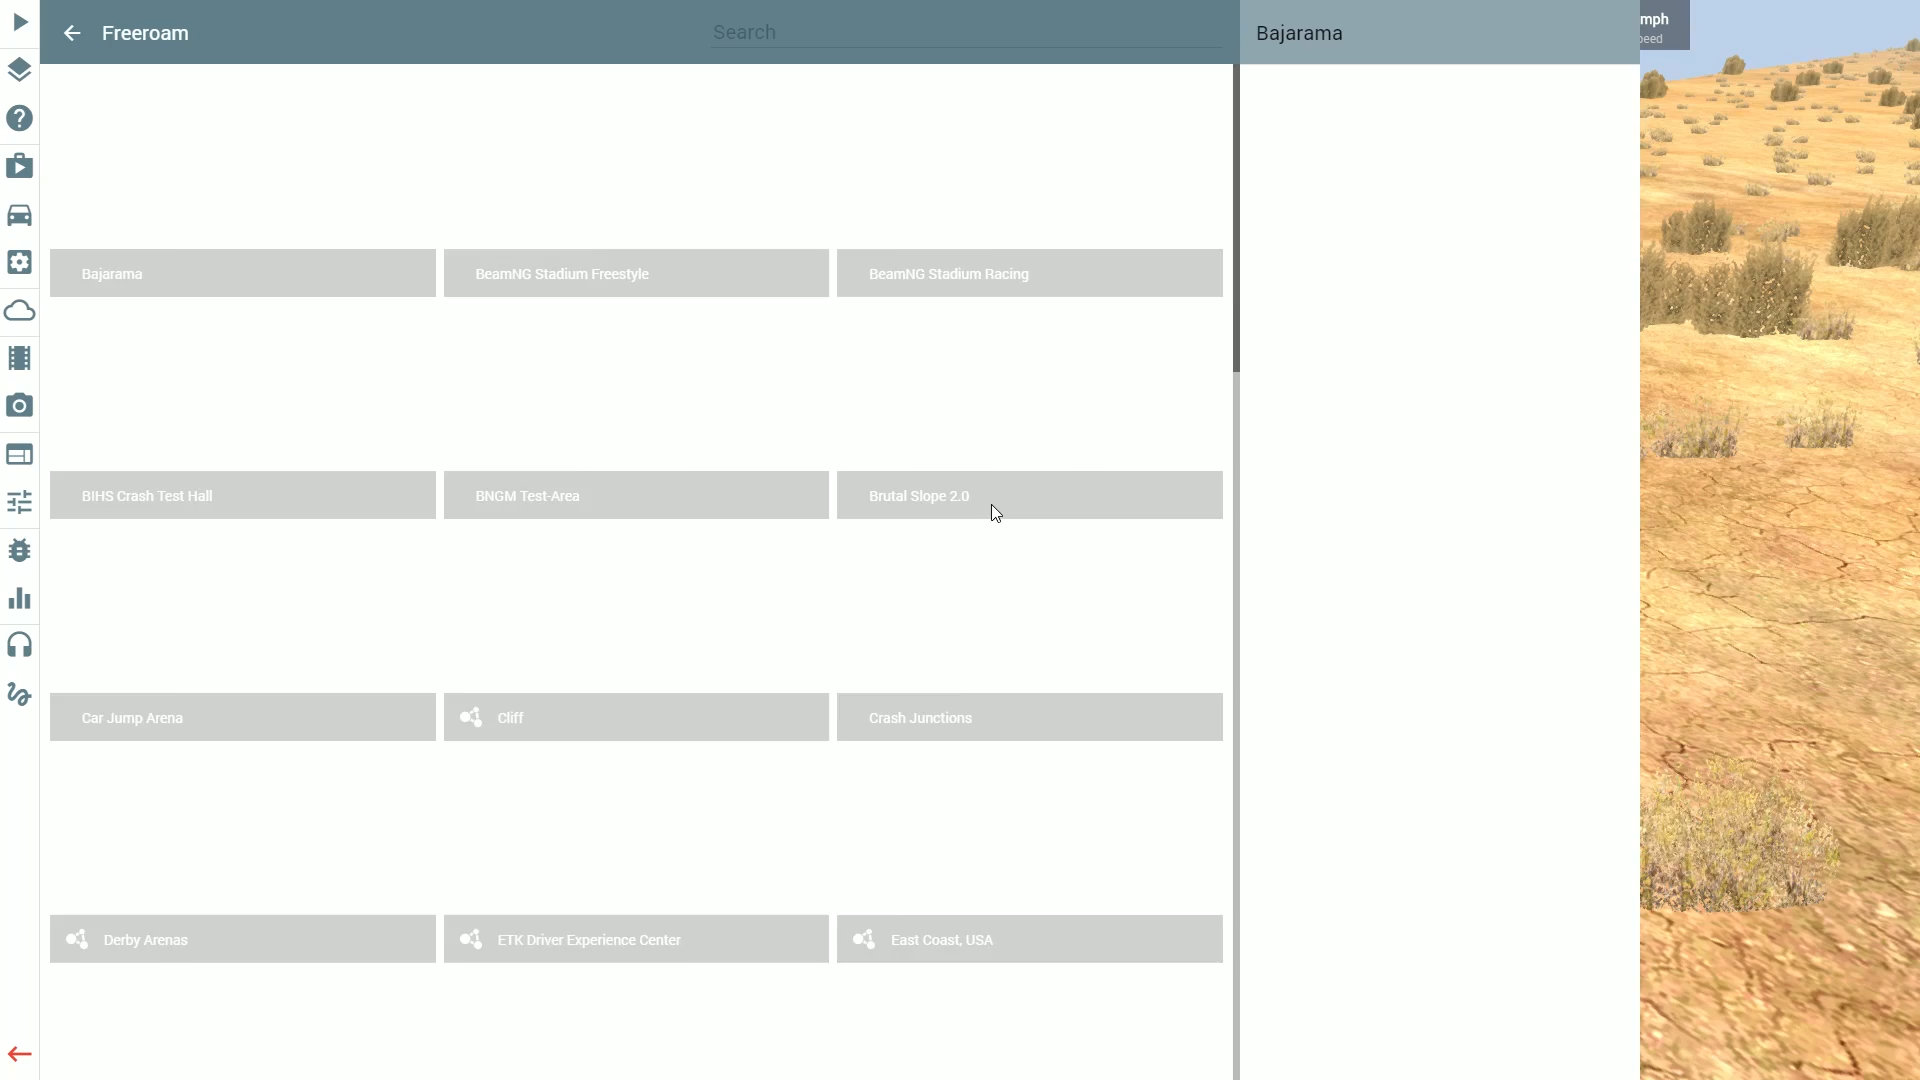 Freeroam
Search
Bajarama
mph
peed
Bajarama
BeamNG Stadium Freestyle
BeamNG Stadium Racing
BIHS Crash Test Hall
BNGM Test-Area
Brutal Slope 2.0
Car Jump Arena
Cliff
Crash Junctions
Derby Arenas
ETK Driver Experience Center
East Coast, USA